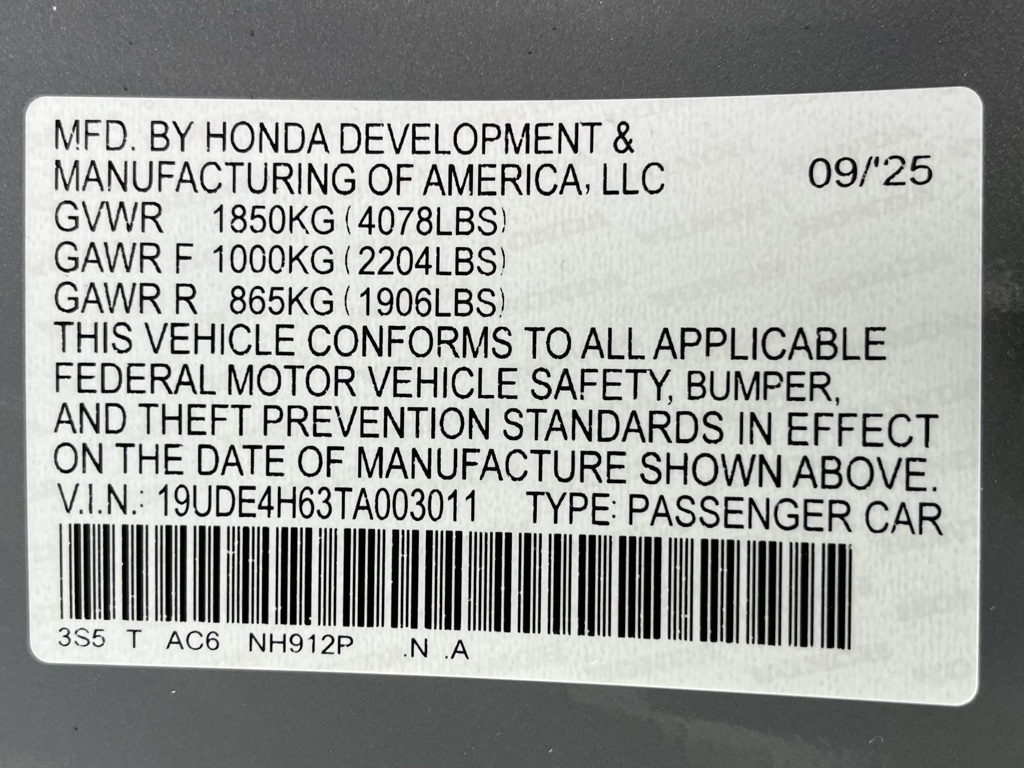 MFD. BY HONDA DEVELOPMENT &
MANUFACTURING OF AMERICA, LLC 09/'25
GVWR 1850KG (4078LBS)
GAWR F 1000KG (2204LBS)
GAWR R 865KG (1906LBS)
THIS VEHICLE CONFORMS TO ALL APPLICABLE
FEDERAL MOTOR VEHICLE SAFETY, BUMPER,
AND THEFT PREVENTION STANDARDS IN EFFECT
ON THE DATE OF MANUFACTURE SHOWN ABOVE.
V.I.N.: 19UDE4H63TA003011 TYPE: PASSENGER CAR
3S5 T AC6 NH912P .N .A